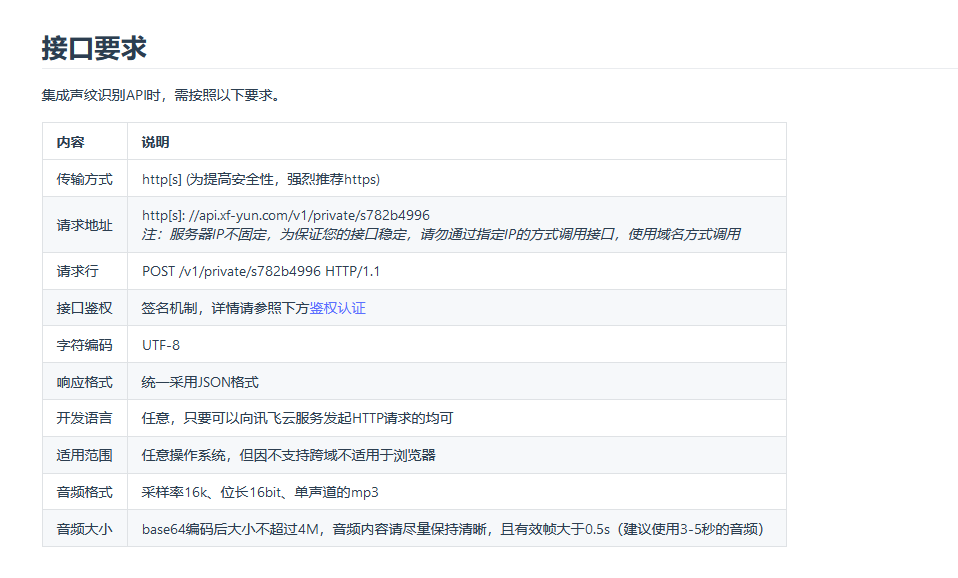 接口要求
集成声纹识别API时，需按照以下要求。
内容 说明
传输方式 http[s] (为提高安全性，强烈推荐https)
请求地址 http[s]: //api.xf-yun.com/v1/private/s782b4996
注：服务器IP不固定，为保证您的接口稳定，请勿通过指定IP的方式调用接口，使用域名方式调用
请求行 POST /v1/private/s782b4996 HTTP/1.1
接口鉴权 签名机制，详情请参照下方鉴权认证
字符编码 UTF-8
响应格式 统一采用JSON格式
开发语言 任意，只要可以向讯飞云服务发起HTTP请求的均可
适用范围 任意操作系统，但因不支持跨域不适用于浏览器
音频格式 采样率16k、位长16bit、单声道的mp3
音频大小 base64编码后大小不超过4M，音频内容请尽量保持清晰，且有效帧大于0.5s（建议使用3-5秒的音频）